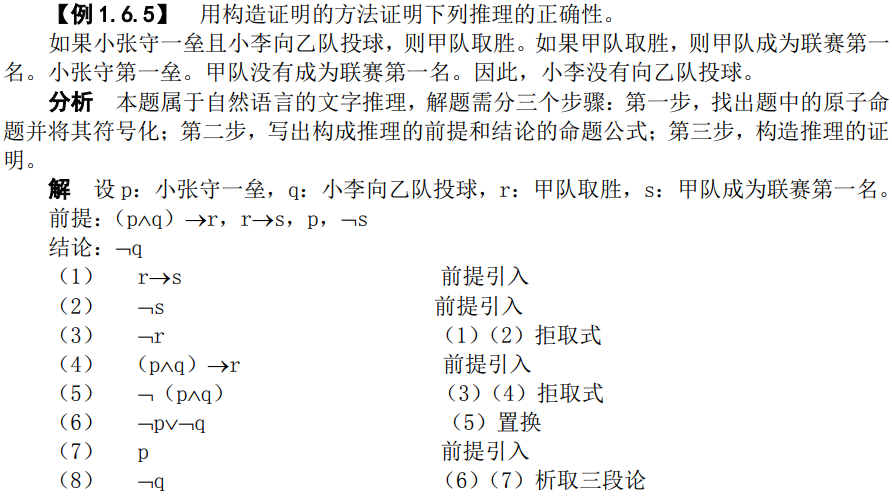 【例1.6.5】 用构造证明的方法证明下列推理的正确性。
如果小张守一垒且小李向乙队投球，则甲队取胜。如果甲队取胜，则甲队成为联赛第一
名。小张守第一垒。甲队没有成为联赛第一名。因此，小李没有向乙队投球。
分析 本题属于自然语言的文字推理，解题需分三个步骤：第一步，找出题中的原子命
题并将其符号化；第二步，写出构成推理的前提和结论的命题公式；第三步，构造推理的证
明。
解 设p：小张守一垒，q：小李向乙队投球，r：甲队取胜，s：甲队成为联赛第一名。
前提：（p∧q）→r，r→s，p，¬s
结论：¬q
（1） r→s 前提引入
（2） ¬s 前提引入
（3） ¬r （1）（2）拒取式
（4） （p∧q）→r 前提引入
（5） ¬（p∧q） （3）（4）拒取式
（6） ¬p∨¬q （5）置换
（7） p 前提引入
（8） ¬q （6）（7）析取三段论